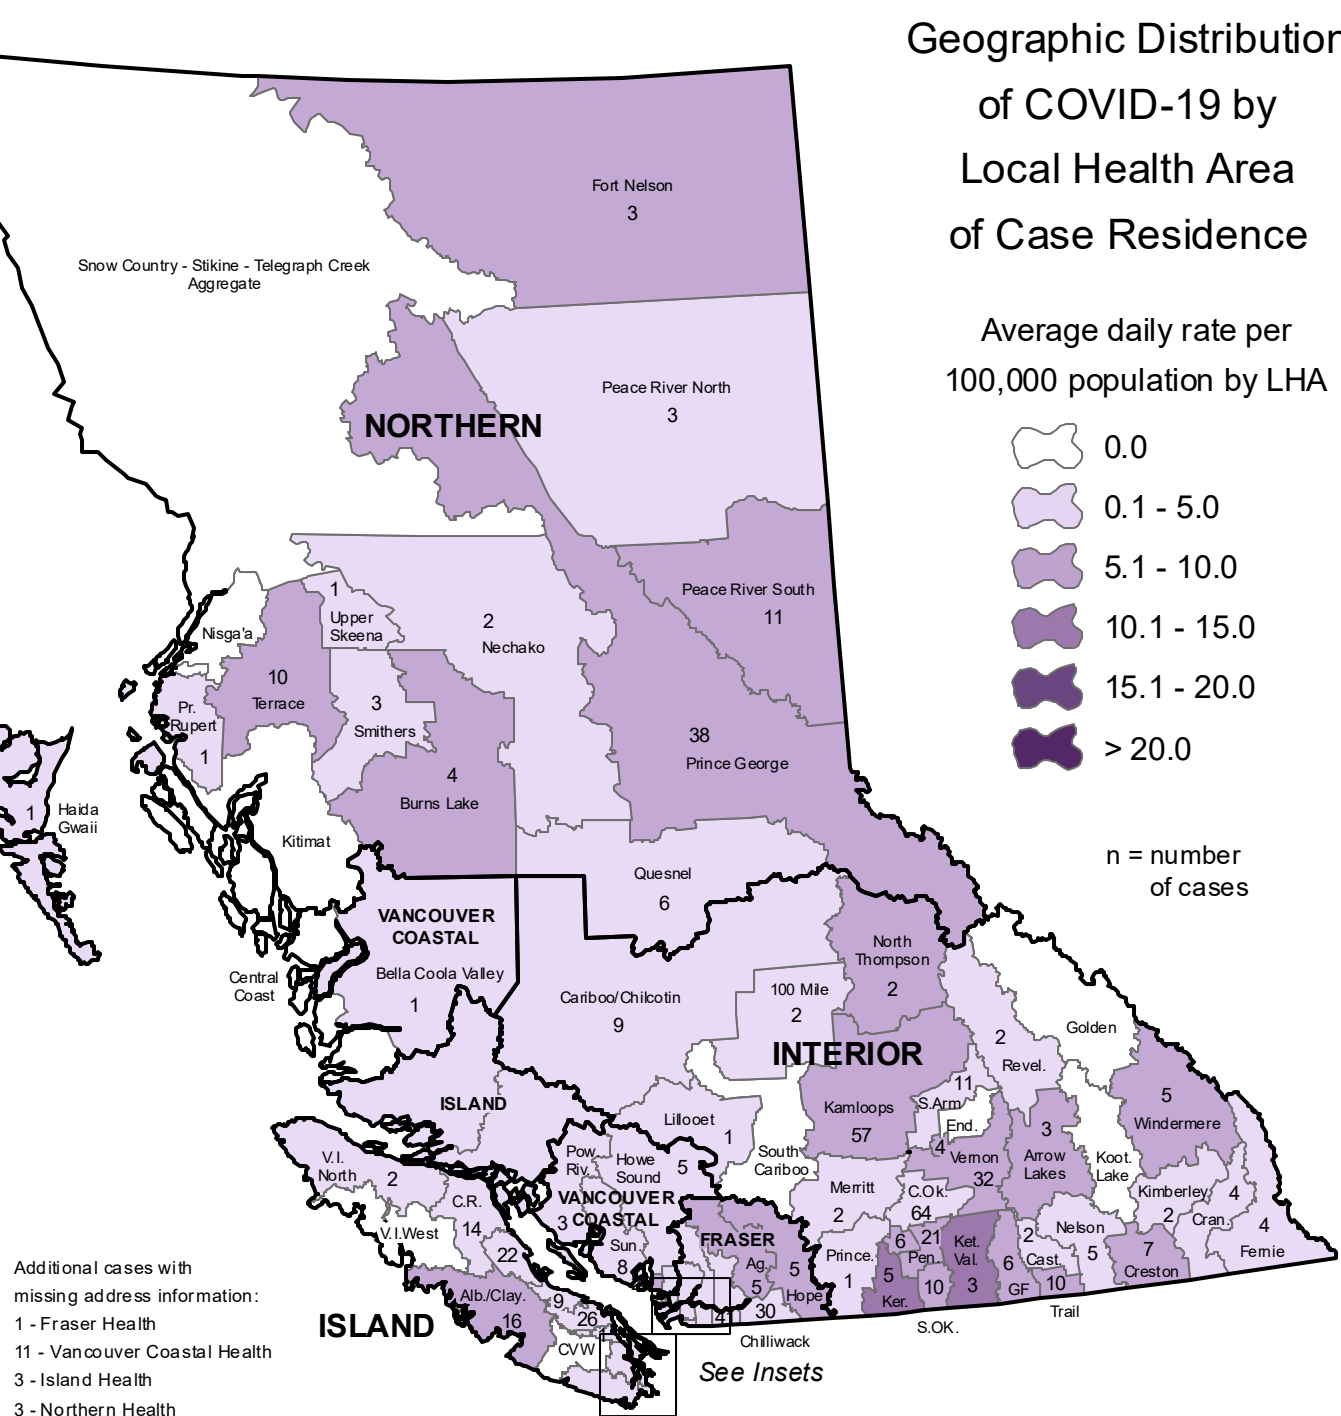 Geographic Distribution
of COVID-19 by
Local Health Area
of Case Residence
Average daily rate per
100,000 population by LHA
0.0
0.1 - 5.0
5.1 - 10.0
10.1 - 15.0
15.1 - 20.0
> 20.0
n = number
of cases
Fort Nelson
3
Snow Country - Stikine - Telegraph Creek
Aggregate
Peace River North
3
NORTHERN
Peace River South
11
1
Upper
Skeena
2
Nechako
Nisga'a
10
Terrace
3
Smithers
Pr.
Rupert
1
38
Prince George
4
Burns Lake
1
Haida
Gwaii
Kitimat
Quesnel
6
VANCOUVER
COASTAL
Bella Coola Valley
1
Central
Coast
Cariboo/Chilcotin
9
North
Thompson
2
100 Mile
2
INTERIOR
Golden
2
Revel.
11
S.Arm
End.
5
Windermere
ISLAND
Lillooet
1
Kamloops
57
4
Vernon
32
3
Arrow
Lakes
Koot.
Lake
South
Cariboo
V.I.
North
2
Pow.
Riv.
3
Howe
Sound
5
VANCOUVER
COASTAL
C.R.
14
V.I.West
22
Sun.
8
FRASER
Ag.
5
5
Hope
Merritt
2
C.Ok.
64
Kimberley
2
4
Cran.
4
Fernie
Nelson
5
2
Cast.
7
Creston
Prince.
1
6
21
Pen.
Ket.
Val.
3
5
Ker.
10
6
GF
10
Trail
S.OK.
Alb./Clay.
16
9
26
CVW
41
30
Chilliwack
ISLAND
See Insets
Additional cases with
missing address information:
1 - Fraser Health
11 - Vancouver Coastal Health
3 - Island Health
3 - Northern Health